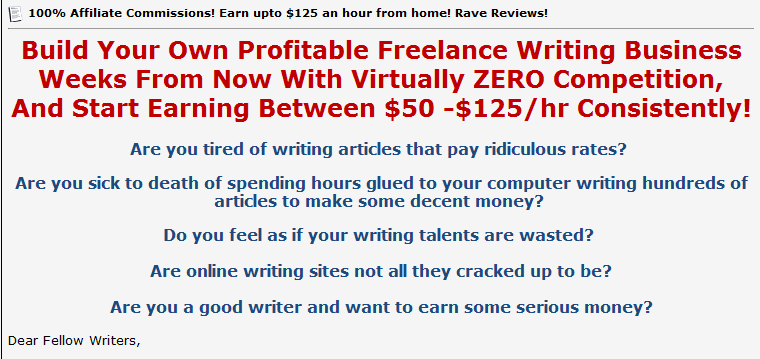 100% Affiliate Commissions! Earn upto $125 an hour from home! Rave Reviews!
Build Your Own Profitable Freelance Writing Business
Weeks From Now With Virtually ZERO Competition,
And Start Earning Between $50 -$125/hr Consistently!
Are you tired of writing articles that pay ridiculous rates?
Are you sick to death of spending hours glued to your computer writing hundreds of
articles to make some decent money?
Do you feel as if your writing talents are wasted?
Are online writing sites not all they cracked up to be?
Are you a good writer and want to earn some serious money?
Dear Fellow Writers,